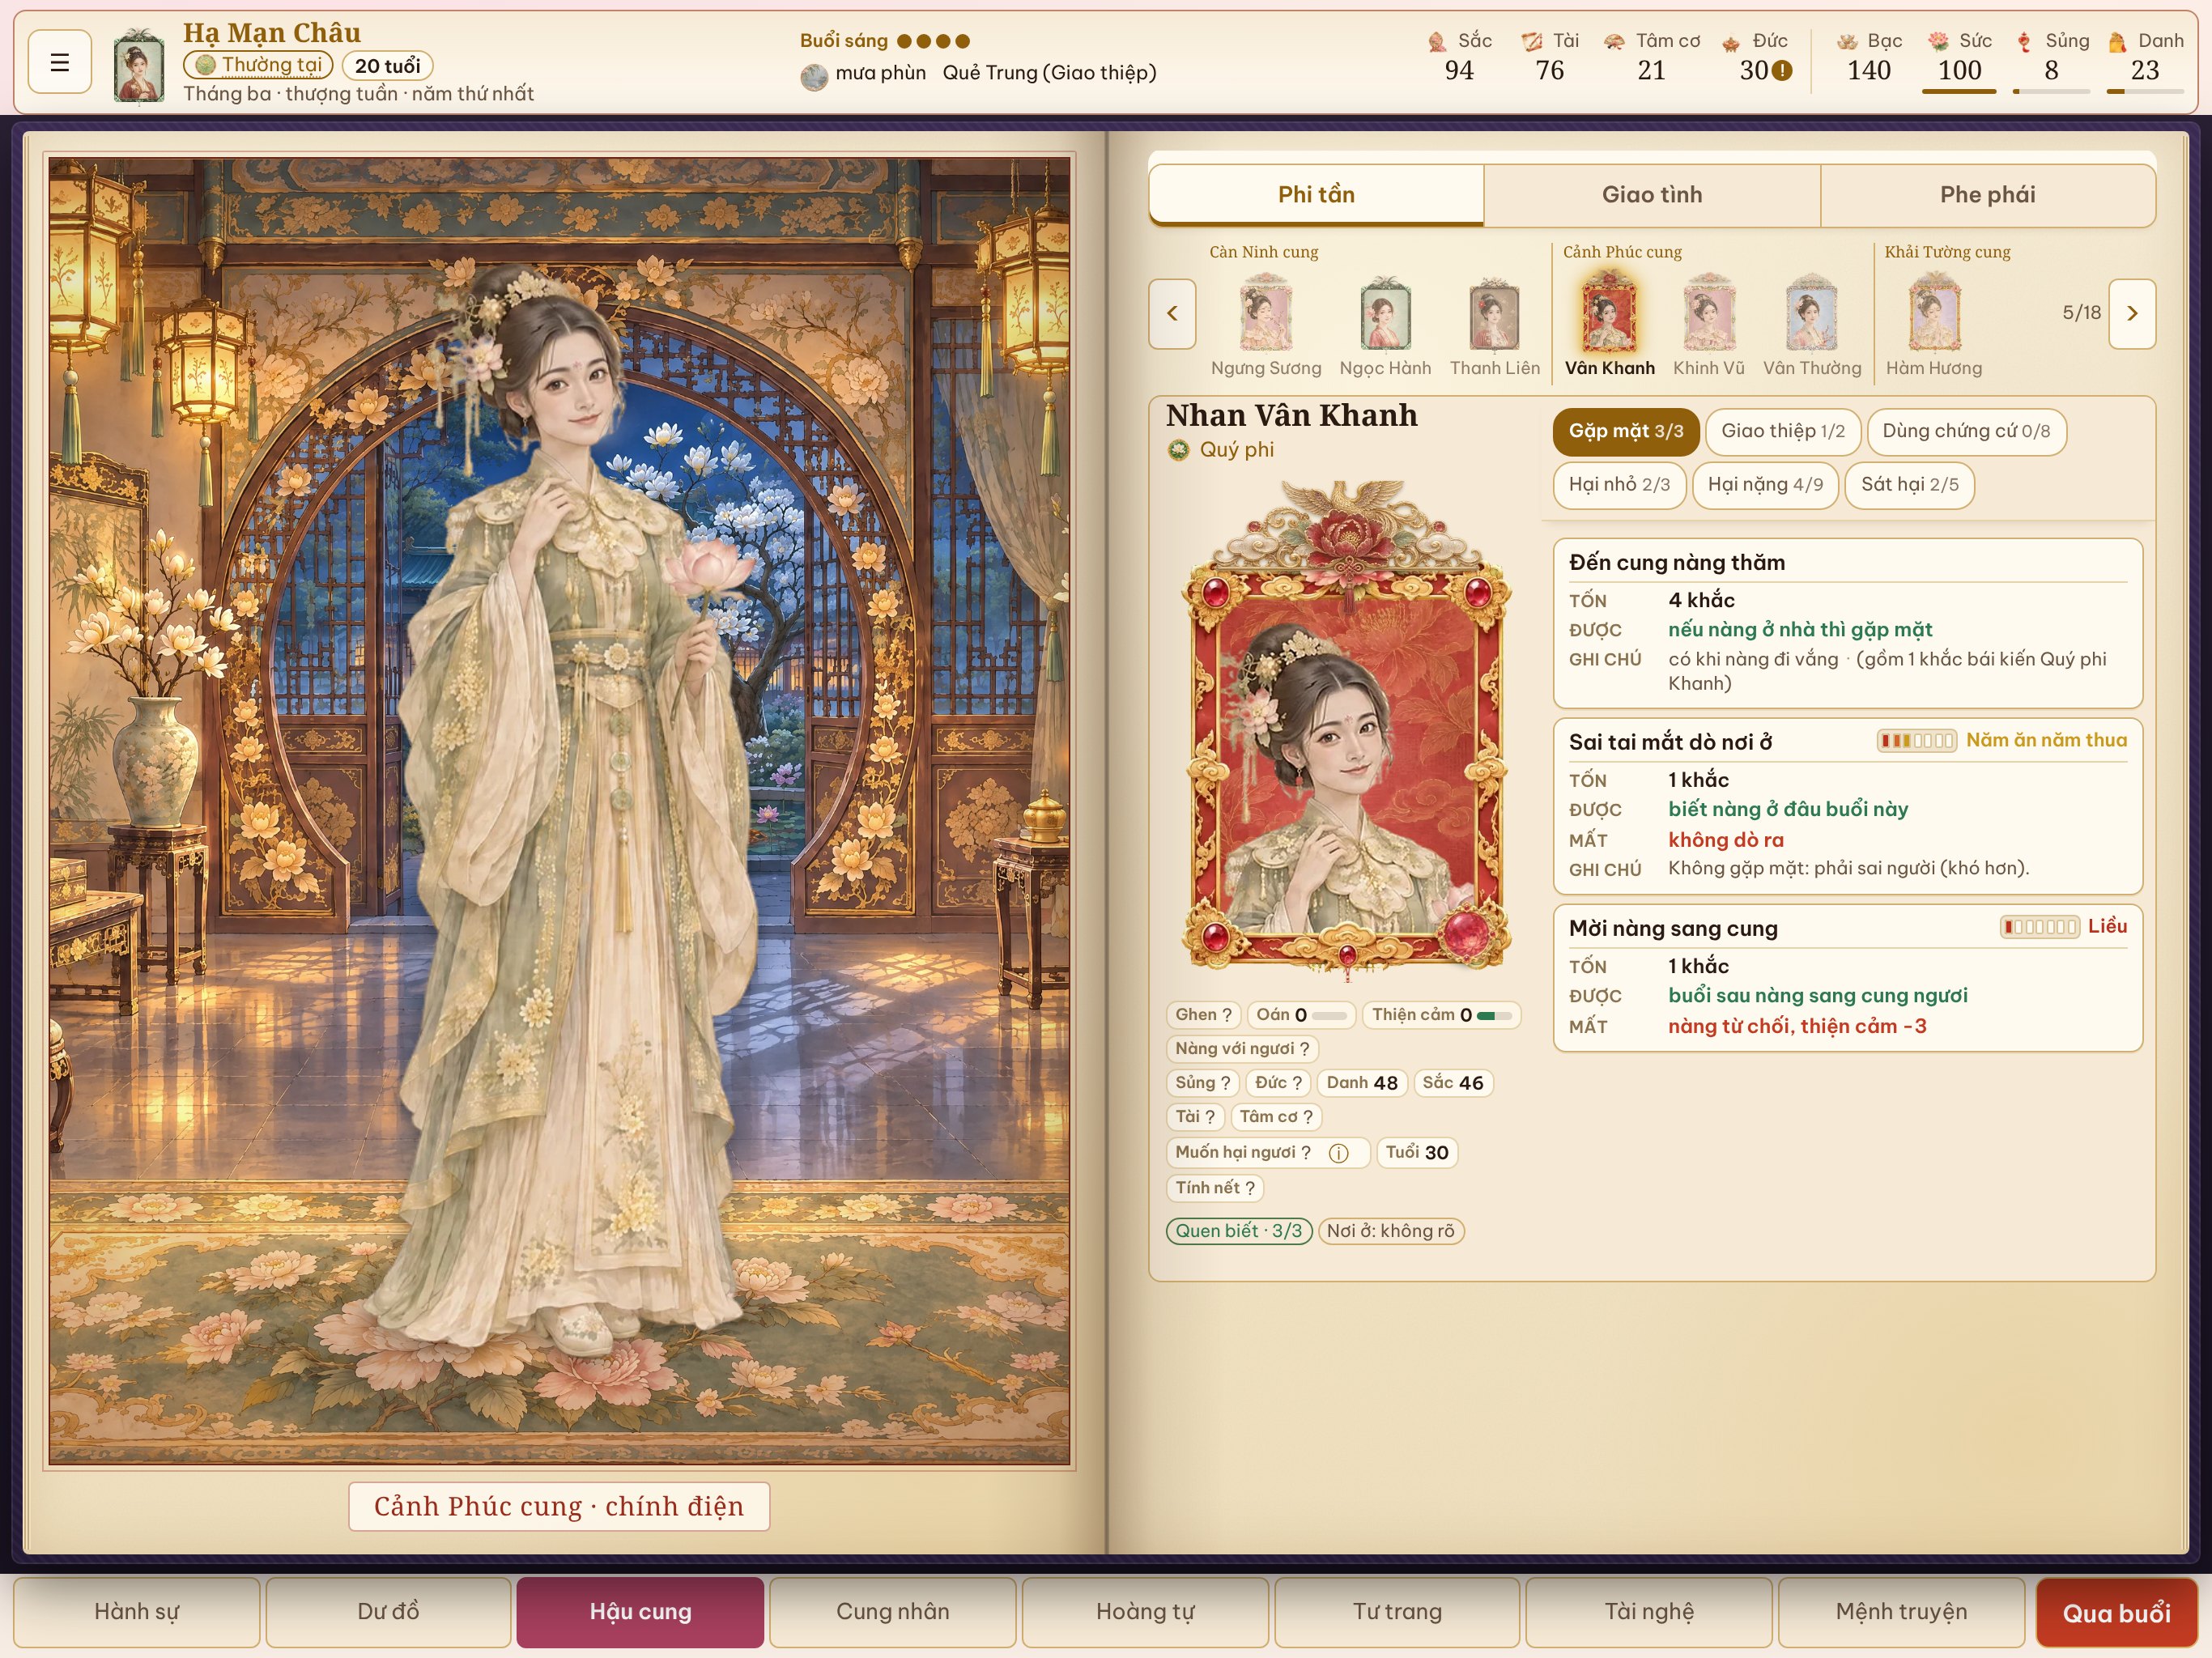 ☰
Hạ Mạn Châu
Thường tại 20 tuổi
Tháng ba · thượng tuần · năm thứ nhất
Buổi sáng
mưa phùn Quẻ Trung (Giao thiệp)
Sắc Tài Tâm cơ Đức Bạc Sức Sủng Danh
94 76 21 30 ! 140 100 8 23
Phi tần Giao tình Phe phái
Càn Ninh cung Cảnh Phúc cung Khải Tường cung
< 5/18 >
Ngưng Sương Ngọc Hành Thanh Liên Vân Khanh Khinh Vũ Vân Thường Hàm Hương
Nhan Vân Khanh
Quý phi
Gặp mặt 3/3 Giao thiệp 1/2 Dùng chứng cứ 0/8
Hại nhỏ 2/3 Hại nặng 4/9 Sát hại 2/5
Đến cung nàng thăm
TỐN 4 khắc
ĐƯỢC nếu nàng ở nhà thì gặp mặt
GHI CHÚ có khi nàng đi vắng · (gồm 1 khắc bái kiến Quý phi
Khanh)
Sai tai mắt dò nơi ở Năm ăn năm thua
TỐN 1 khắc
ĐƯỢC biết nàng ở đâu buổi này
MẤT không dò ra
GHI CHÚ Không gặp mặt: phải sai người (khó hơn).
Mời nàng sang cung Liều
TỐN 1 khắc
ĐƯỢC buổi sau nàng sang cung ngươi
MẤT nàng từ chối, thiện cảm -3
Ghen ? Oán 0 Thiện cảm 0
Nàng với ngươi ?
Sủng ? Đức ? Danh 48 Sắc 46
Tài ? Tâm cơ ?
Muốn hại ngươi ? ⓘ Tuổi 30
Tính nết ?
Quen biết · 3/3 Nơi ở: không rõ
Cảnh Phúc cung · chính điện
Hành sự Dư đồ Hậu cung Cung nhân Hoàng tự Tư trang Tài nghệ Mệnh truyện Qua buổi